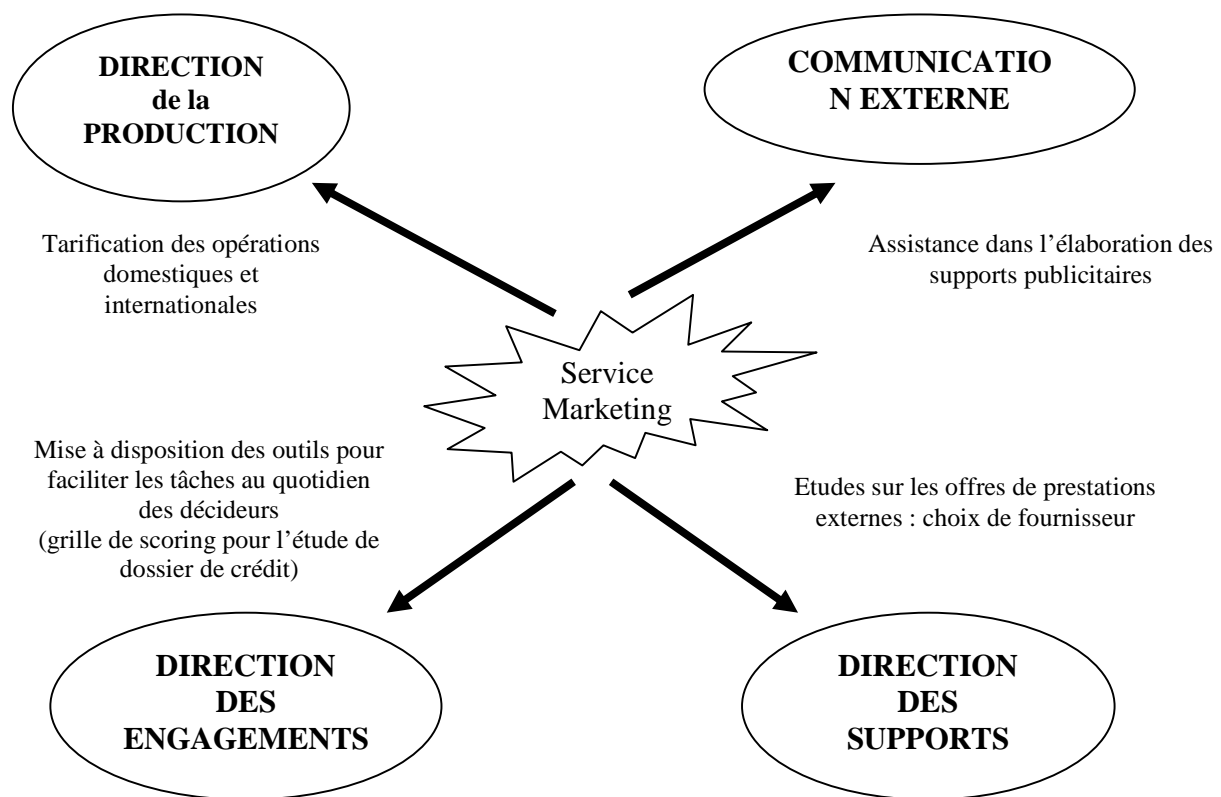 DIRECTION
de la
PRODUCTION
COMMUNICATIO
N EXTERNE
Tarification des opérations
domestiques et
internationales
Assistance dans l’élaboration des
supports publicitaires
Service
Marketing
Mise à disposition des outils pour
faciliter les tâches au quotidien
des décideurs
(grille de scoring pour l’étude de
dossier de crédit)
Etudes sur les offres de prestations
externes : choix de fournisseur
DIRECTION
DES
ENGAGEMENTS
DIRECTION
DES
SUPPORTS